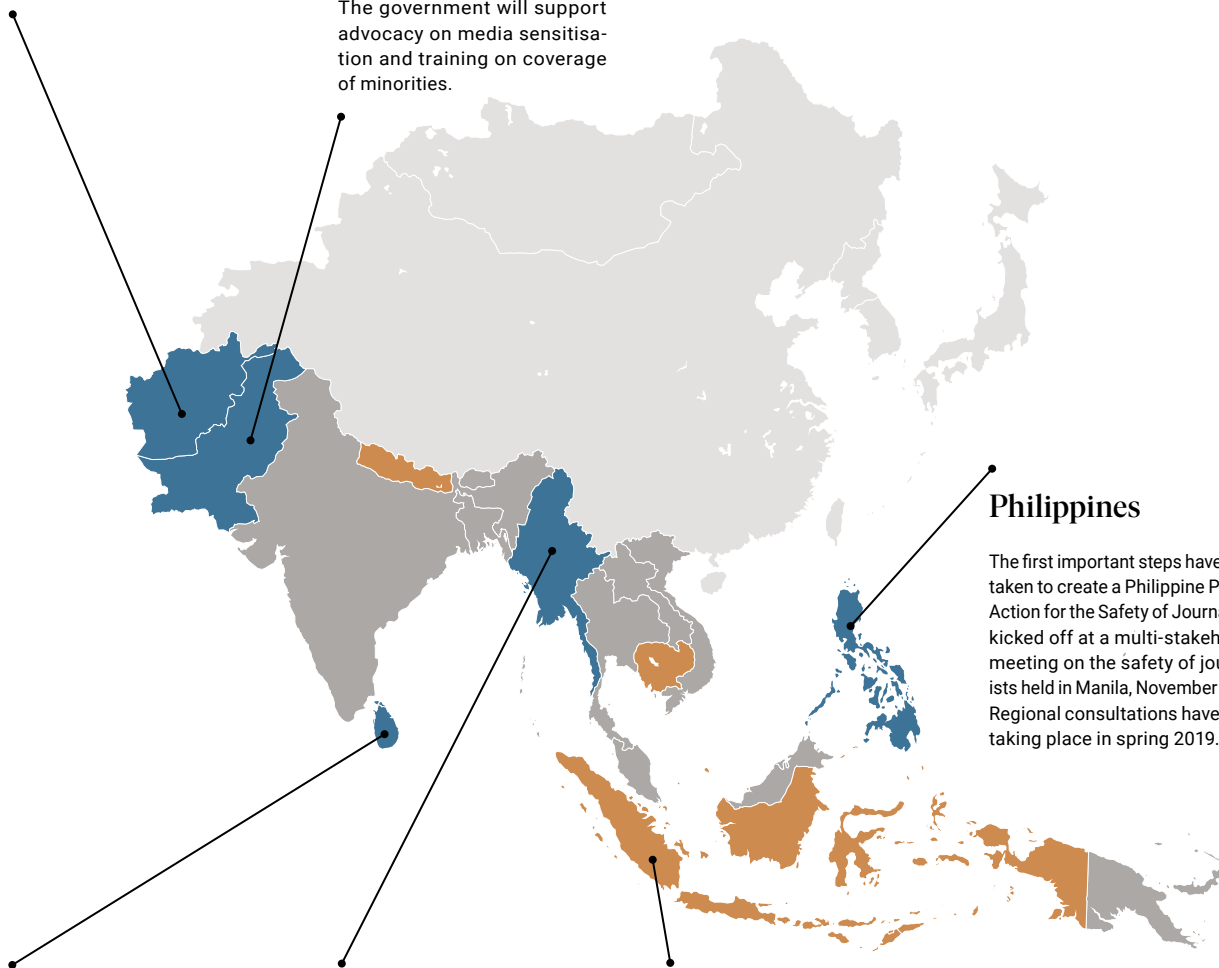 The government will support
advocacy on media sensitisa-
tion and training on coverage
of minorities.
Philippines
The first important steps have
taken to create a Philippine P
Action for the Safety of Journa
kicked off at a multi-stakeh
meeting on the safety of jou
ists held in Manila, November
Regional consultations have
taking place in spring 2019.